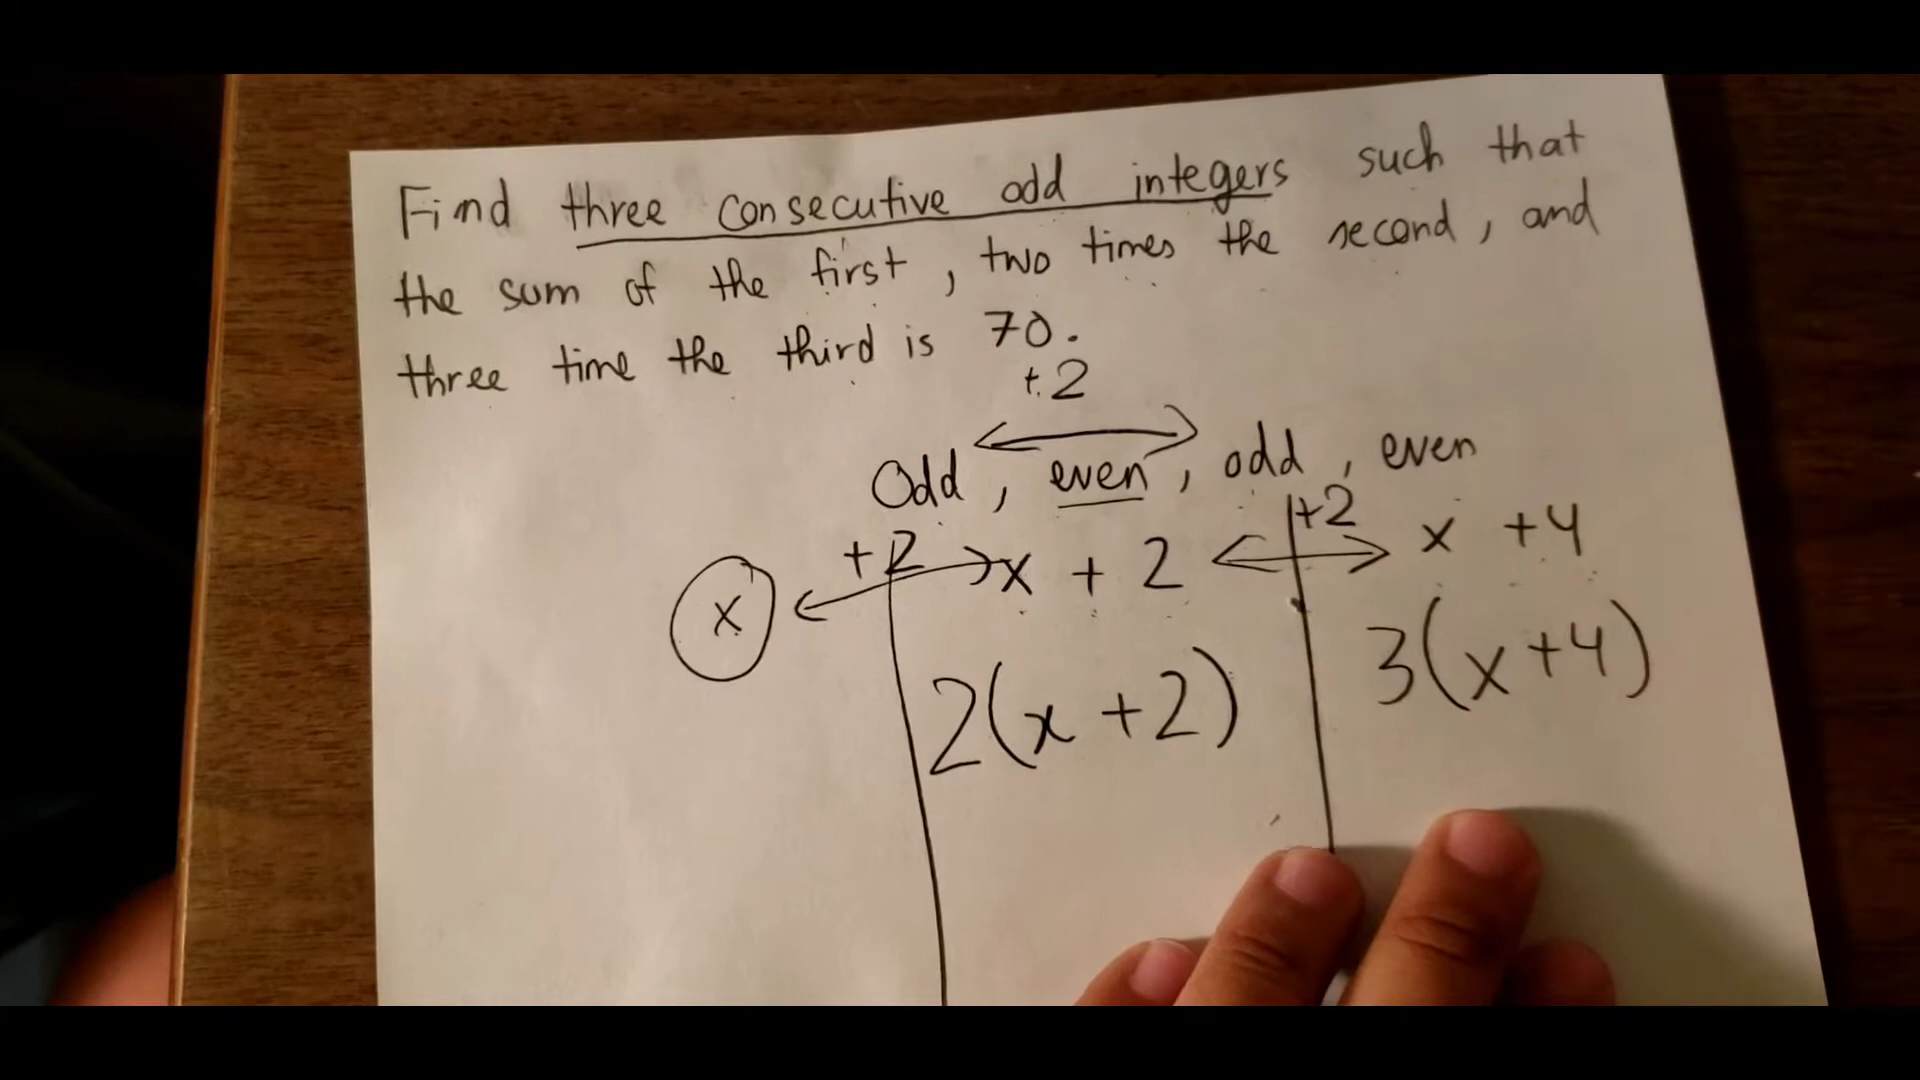 Find three consecutive odd integers such that
the sum of the first, two times the second, and
three time the third is 70.
+2
Odd, even, odd, even
x +2 x + 2 +2 x +4
2(x+2) 3(x+4)